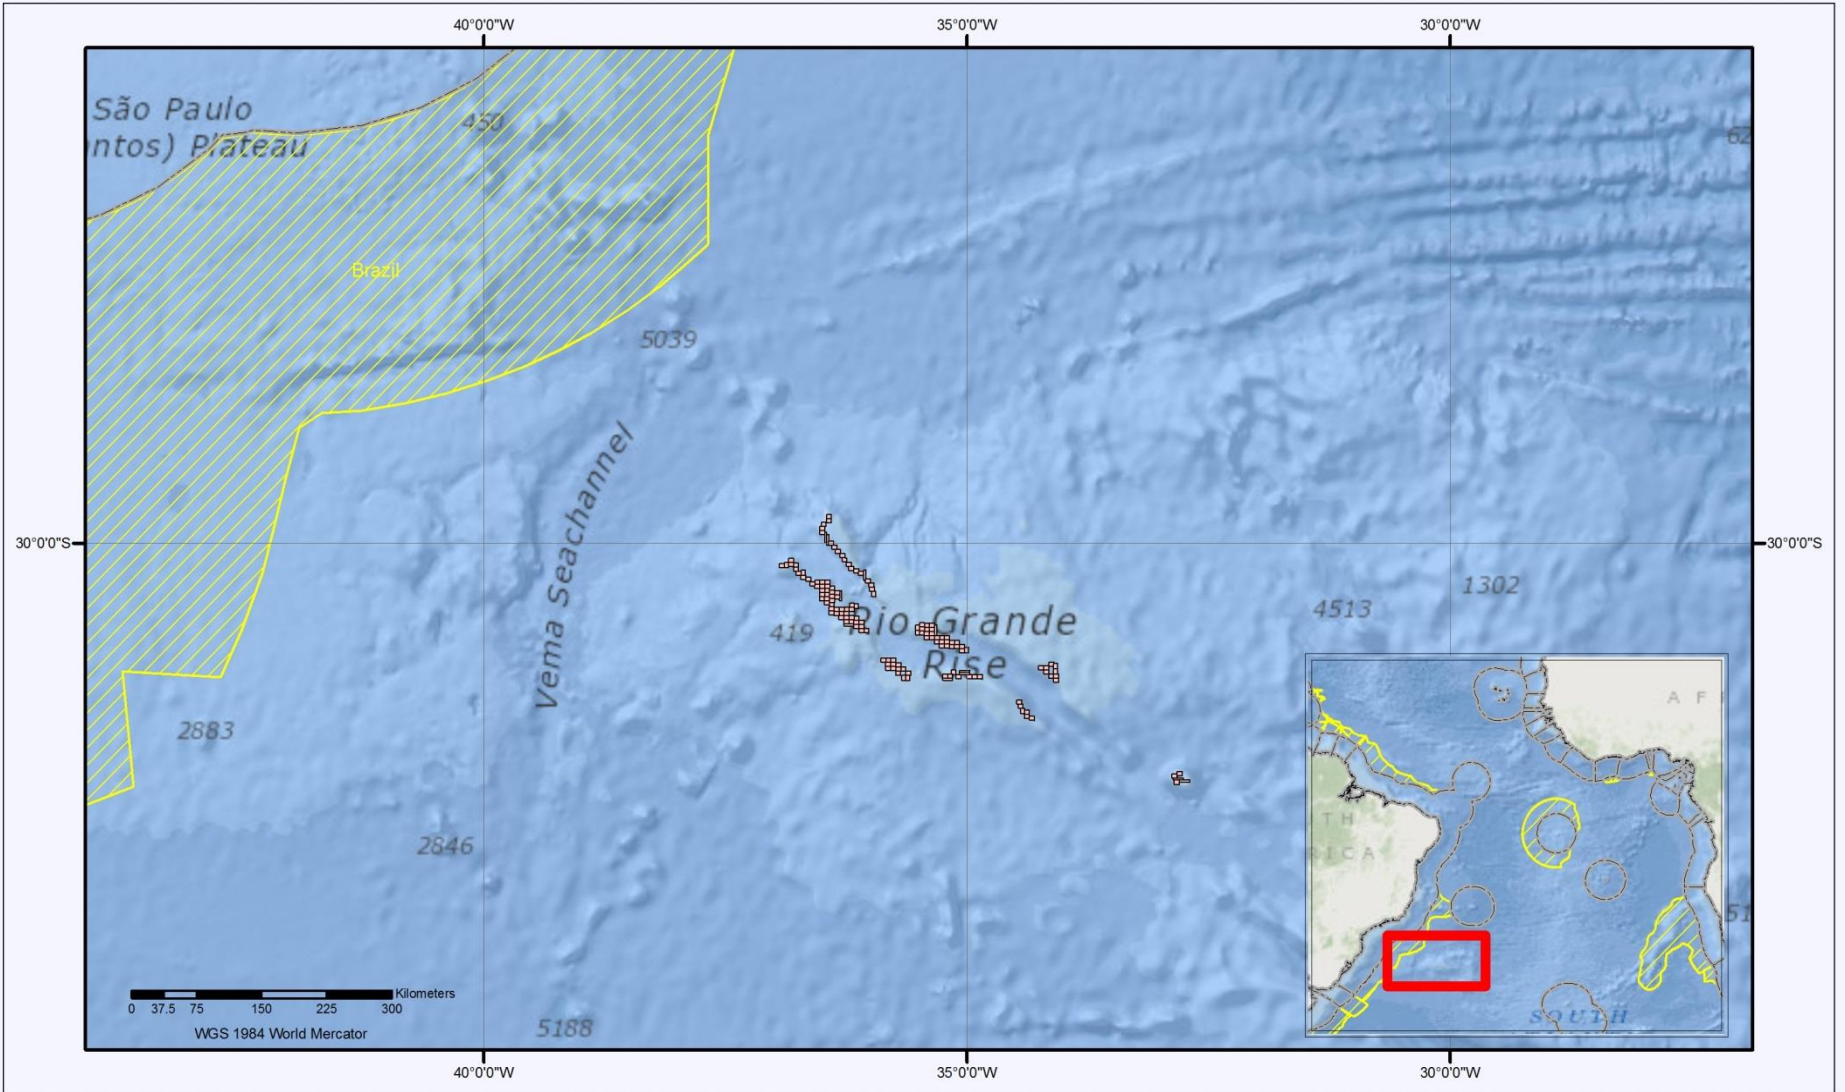 40°0'0"W
35°0'0"W
30°0'0"W
São Paulo
ntos) Plateau
450
62
Brazil
5039
Vema Seachannel
30°0'0"S
30°0'0"S
1302
4513
419
Rio Grande
Rise
2883
2846
5188
51
A F
T H
R I C A
S O U T H
Kilometers
0 37.5 75 150 225 300
WGS 1984 World Mercator
40°0'0"W
35°0'0"W
30°0'0"W